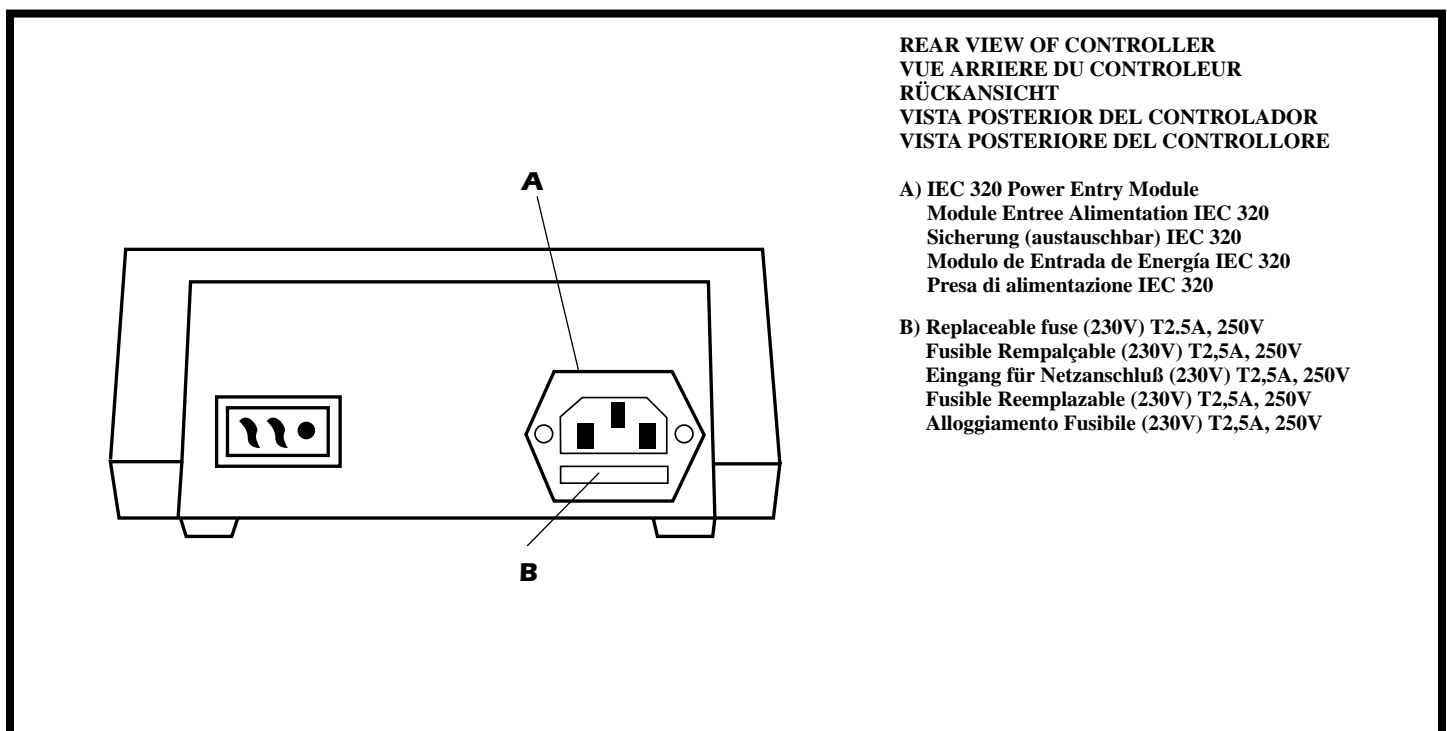 REAR VIEW OF CONTROLLER
VUE ARRIERE DU CONTROLEUR
RÜCKANSICHT
VISTA POSTERIOR DEL CONTROLADOR
VISTA POSTERIORE DEL CONTROLLORE
A) IEC 320 Power Entry Module
Module Entree Alimentation IEC 320
Sicherung (austauschbar) IEC 320
Modulo de Entrada de Energía IEC 320
Presa di alimentazione IEC 320
B) Replaceable fuse (230V) T2.5A, 250V
Fusible Rempalçable (230V) T2,5A, 250V
Eingang für Netzanschluß (230V) T2,5A, 250V
Fusible Reemplazable (230V) T2,5A, 250V
Alloggiamento Fusibile (230V) T2,5A, 250V
A
B